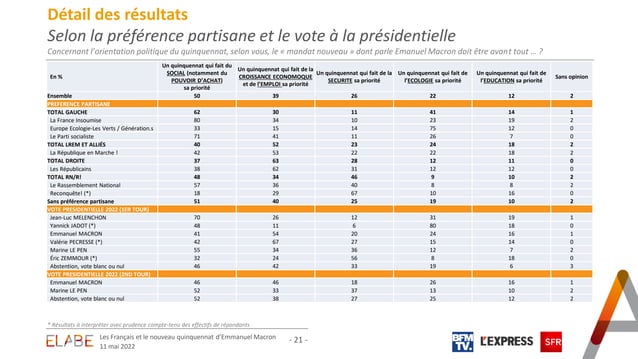 Détail des résultats
Selon la préférence partisane et le vote à la présidentielle
Concernant l'orientation politique du quinquennat, selon vous, le « mandat nouveau » dont parle Emanuel Macron doit être avant tout … ?
En % Un quinquennat qui fait du SOCIAL (notamment du POUVOIR D'ACHAT) sa priorité Un quinquennat qui fait de la CROISSANCE ECONOMOQUE et de l'EMPLOI sa priorité Un quinquennat qui fait de la SECURITE sa priorité Un quinquennat qui fait de l'ECOLOGIE sa priorité Un quinquennat qui fait de l'EDUCATION sa priorité Sans opinion
Ensemble 50 39 26 22 12 2
PREFERENCE PARTISANE
TOTAL GAUCHE 62 30 11 41 14 1
La France Insoumise 80 34 10 23 19 2
Europe Ecologie-Les Verts / Génération.s 33 15 14 75 12 0
Le Parti socialiste 71 41 11 26 7 0
TOTAL LREM ET ALLIÉS 40 52 23 24 18 2
La République en Marche ! 42 53 22 22 18 2
TOTAL DROITE 37 63 28 12 11 0
Les Républicains 38 62 31 12 12 0
TOTAL RN/R! 48 34 46 9 10 2
Le Rassemblement National 57 36 40 8 8 2
Reconquête! (*) 18 29 67 10 16 0
Sans préférence partisane 51 40 25 19 10 2
VOTE PRESIDENTIELLE 2022 (1ER TOUR)
Jean-Luc MELENCHON 70 26 12 31 19 1
Yannick JADOT (*) 48 11 6 80 18 0
Emmanuel MACRON 41 54 20 24 16 1
Valérie PECRESSE (*) 42 67 27 15 14 0
Marine LE PEN 55 34 36 12 7 2
Éric ZEMMOUR (*) 32 24 56 8 18 0
Abstention, vote blanc ou nul 46 42 33 19 6 3
VOTE PRESIDENTIELLE 2022 (2ND TOUR)
Emmanuel MACRON 46 46 18 26 16 1
Marine LE PEN 52 33 37 13 10 2
Abstention, vote blanc ou nul 52 38 27 25 12 2
* Résultats à interpréter avec prudence compte-tenu des effectifs de répondants
ELABE
Les Français et le nouveau quinquennat d'Emmanuel Macron
11 mai 2022
- 21 -
BFM TV.
L'EXPRESS
SFR